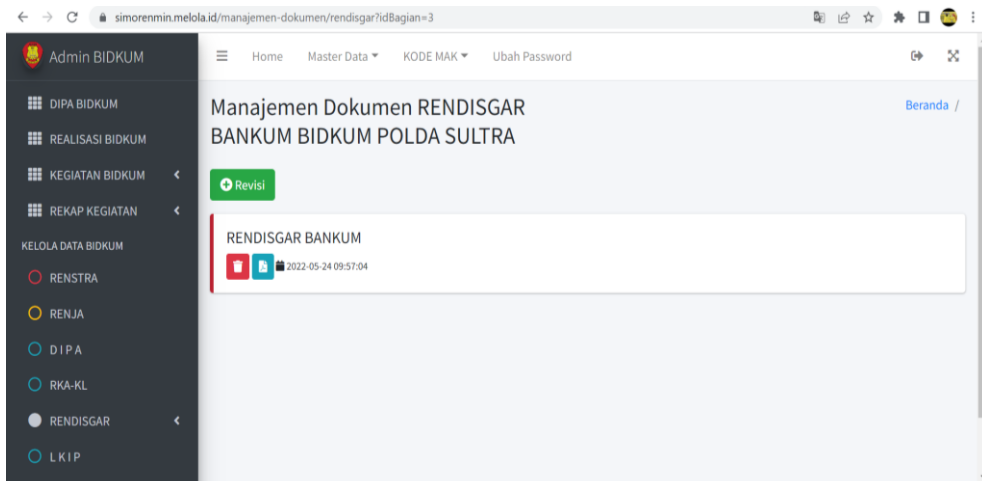 simorenmin.melola.id/manajemen-dokumen/rendisgar?idBagian=3
Admin BIDKUM
Home Master Data KODE MAK Ubah Password
DIPA BIDKUM
REALISASI BIDKUM
KEGIATAN BIDKUM
REKAP KEGIATAN
KELOLA DATA BIDKUM
RENSTRA
RENJA
D I P A
RKA-KL
RENDISGAR
L K I P
Manajemen Dokumen RENDISGAR
BANKUM BIDKUM POLDA SULTRA
Beranda /
Revisi
RENDISGAR BANKUM
2022-05-24 09:57:04